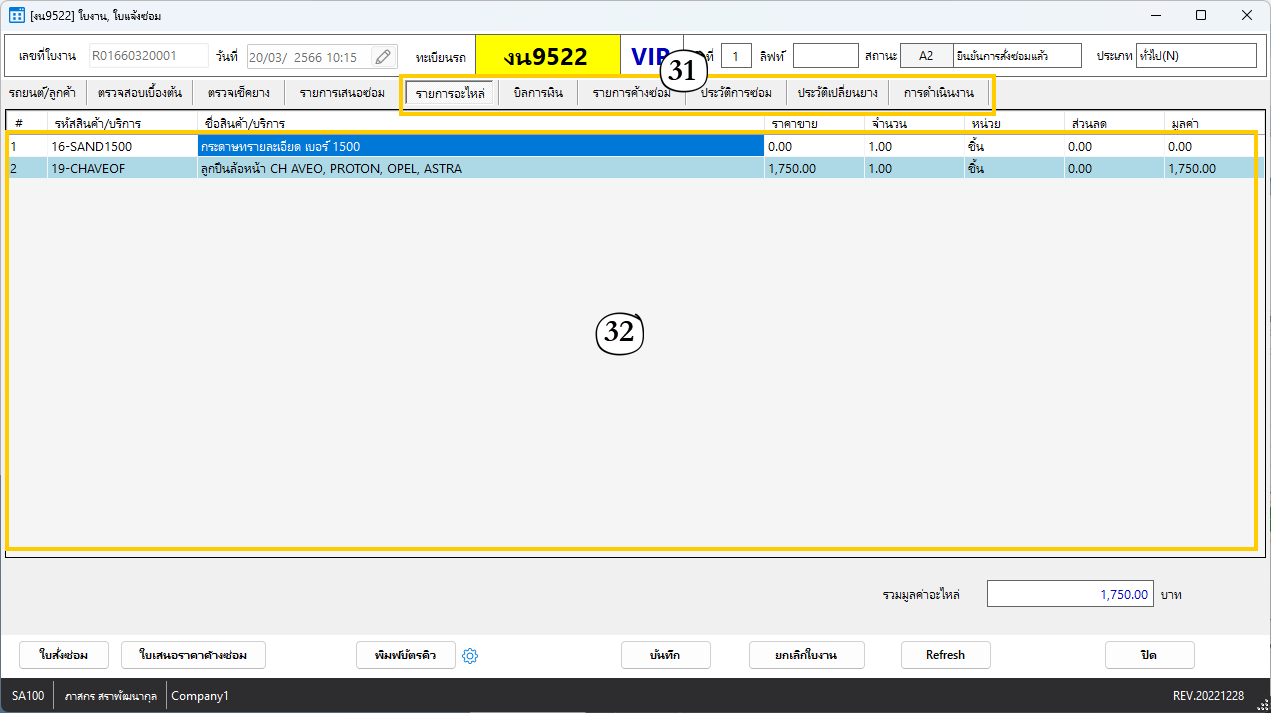 [งน9522] ใบงาน, ใบแจ้งซ่อม
เลขที่ใบงาน R01660320001 วันที่ 20/03/ 2566 10:15 ทะเบียนรถ งน9522 VIP ที่ 1 ลิฟท์ สถานะ A2 ยืนยันการสั่งซ่อมแล้ว ประเภท ทั่วไป(N)
31
รถยนต์/ลูกค้า ตรวจสอบเบื้องต้น ตรวจเช็คยาง รายการเสนอซ่อม รายการอะไหล่ บิลการเงิน รายการค้างซ่อม ประวัติการซ่อม ประวัติเปลี่ยนยาง การดำเนินงาน
# รหัสสินค้า/บริการ ชื่อสินค้า/บริการ ราคาขาย จำนวน หน่วย ส่วนลด มูลค่า
1 16-SAND1500 กระดาษทรายละเอียด เบอร์ 1500 0.00 1.00 ชิ้น 0.00 0.00
2 19-CHAVEOF ลูกปืนล้อหน้า CH AVEO, PROTON, OPEL, ASTRA 1,750.00 1.00 ชิ้น 0.00 1,750.00
32
รวมมูลค่าอะไหล่ 1,750.00 บาท
ใบสั่งซ่อม ใบเสนอราคาค้างซ่อม พิมพ์บัตรคิว บันทึก ยกเลิกใบงาน Refresh ปิด
SA100 ภาสกร สราพัฒนากุล Company1 REV.20221228